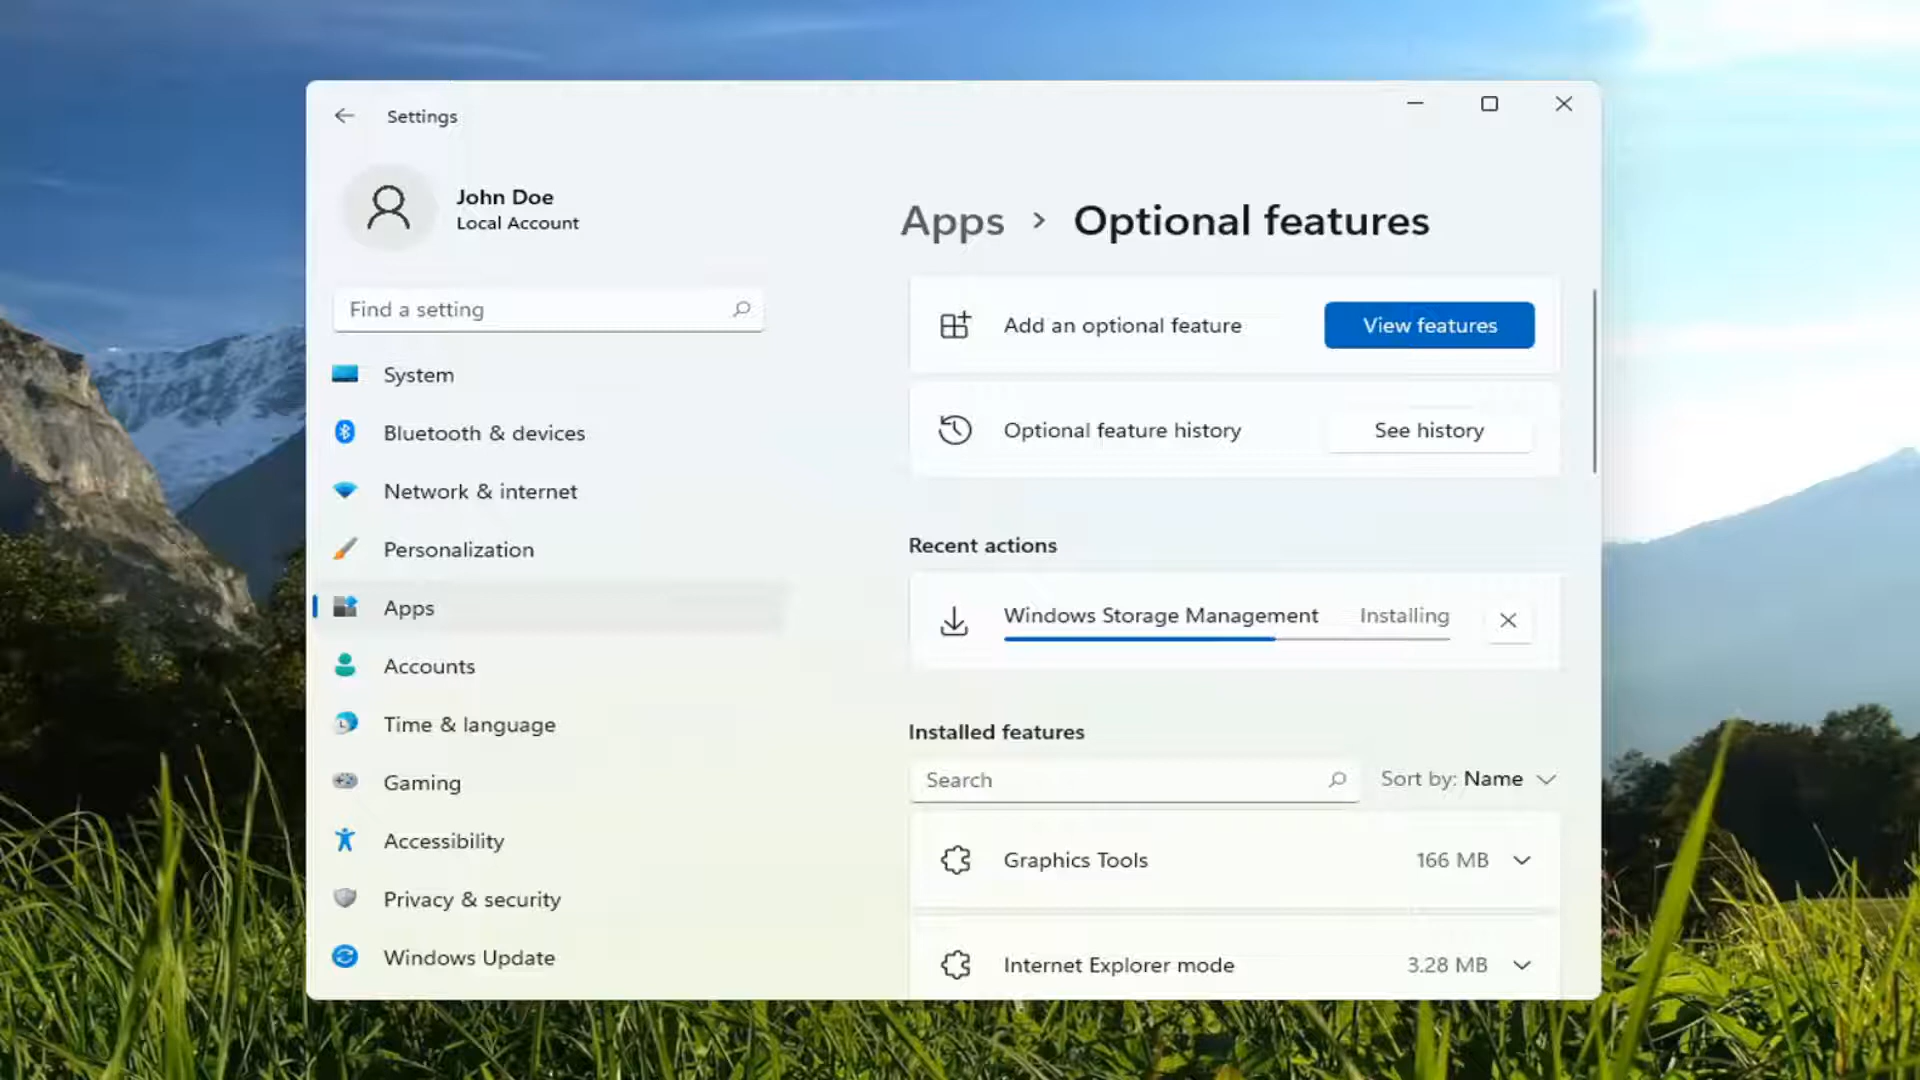 Settings
John Doe
Local Account
Find a setting
System
Bluetooth & devices
Network & internet
Personalization
Apps
Accounts
Time & language
Gaming
Accessibility
Privacy & security
Windows Update
Apps > Optional features
Add an optional feature View features
Optional feature history See history
Recent actions
Windows Storage Management Installing
Installed features
Search Sort by: Name
Graphics Tools 166 MB
Internet Explorer mode 3.28 MB